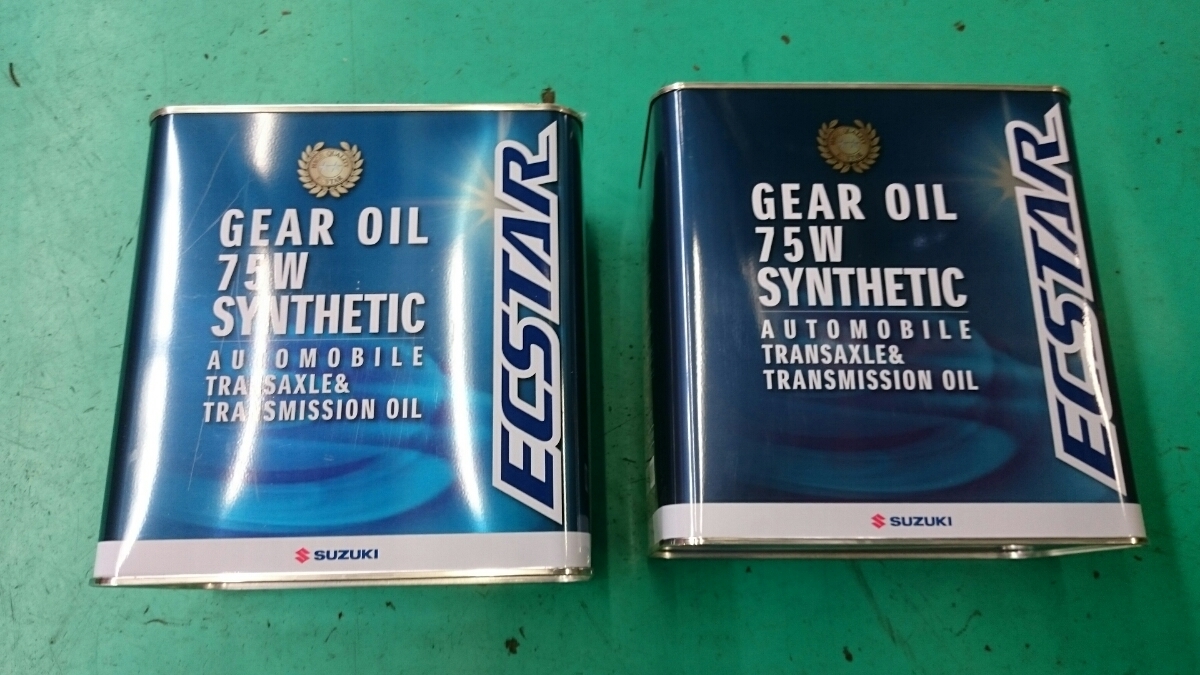 GEAR OIL
75W
SYNTHETIC
AUTOMOBILE
TRANSAXLE&
TRANSMISSION OIL
ECSTAR
SUZUKI
GEAR OIL
75W
SYNTHETIC
AUTOMOBILE
TRANSAXLE&
TRANSMISSION OIL
ECSTAR
SUZUKI